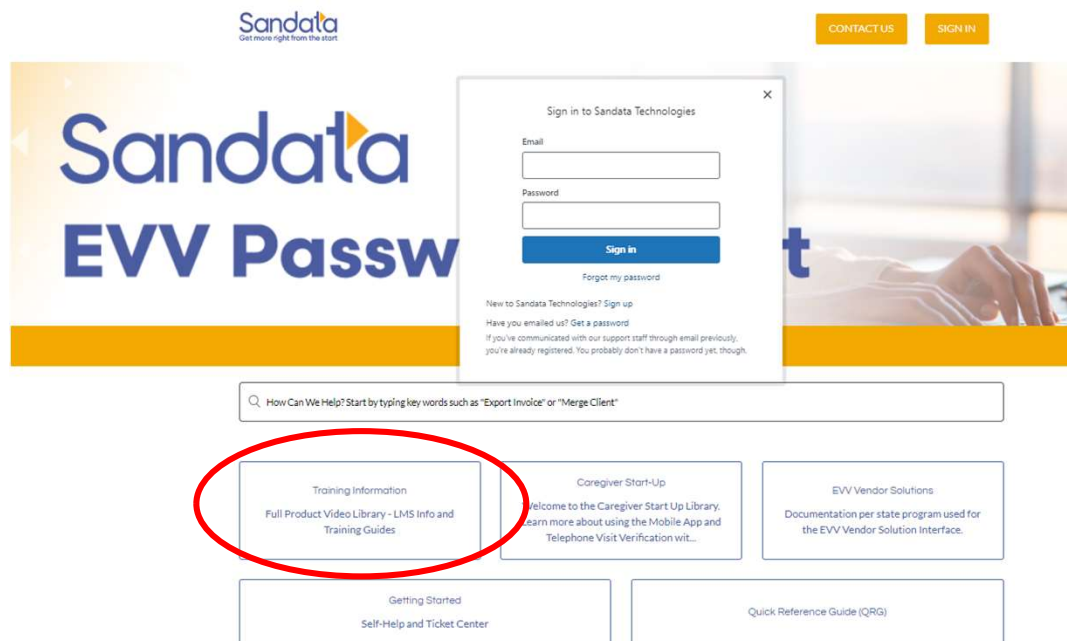 Sandata
Get more right from the start
CONTACT US
SIGN IN
Sandata
EVV Passw
t
Sign in to Sandata Technologies
Email
Password
Sign in
Forgot my password
New to Sandata Technologies? Sign up
Have you emailed us? Get a password
If you've communicated with our support staff through email previously,
you're already registered. You probably don't have a password yet, though.
How Can We Help? Start by typing key words such as "Export Invoice" or "Merge Client"
Training Information
Full Product Video Library - LMS Info and
Training Guides
Caregiver Start-Up
Welcome to the Caregiver Start Up Library.
Learn more about using the Mobile App and
Telephone Visit Verification wit...
EVV Vendor Solutions
Documentation per state program used for
the EVV Vendor Solution Interface.
Getting Started
Self-Help and Ticket Center
Quick Reference Guide (QRG)